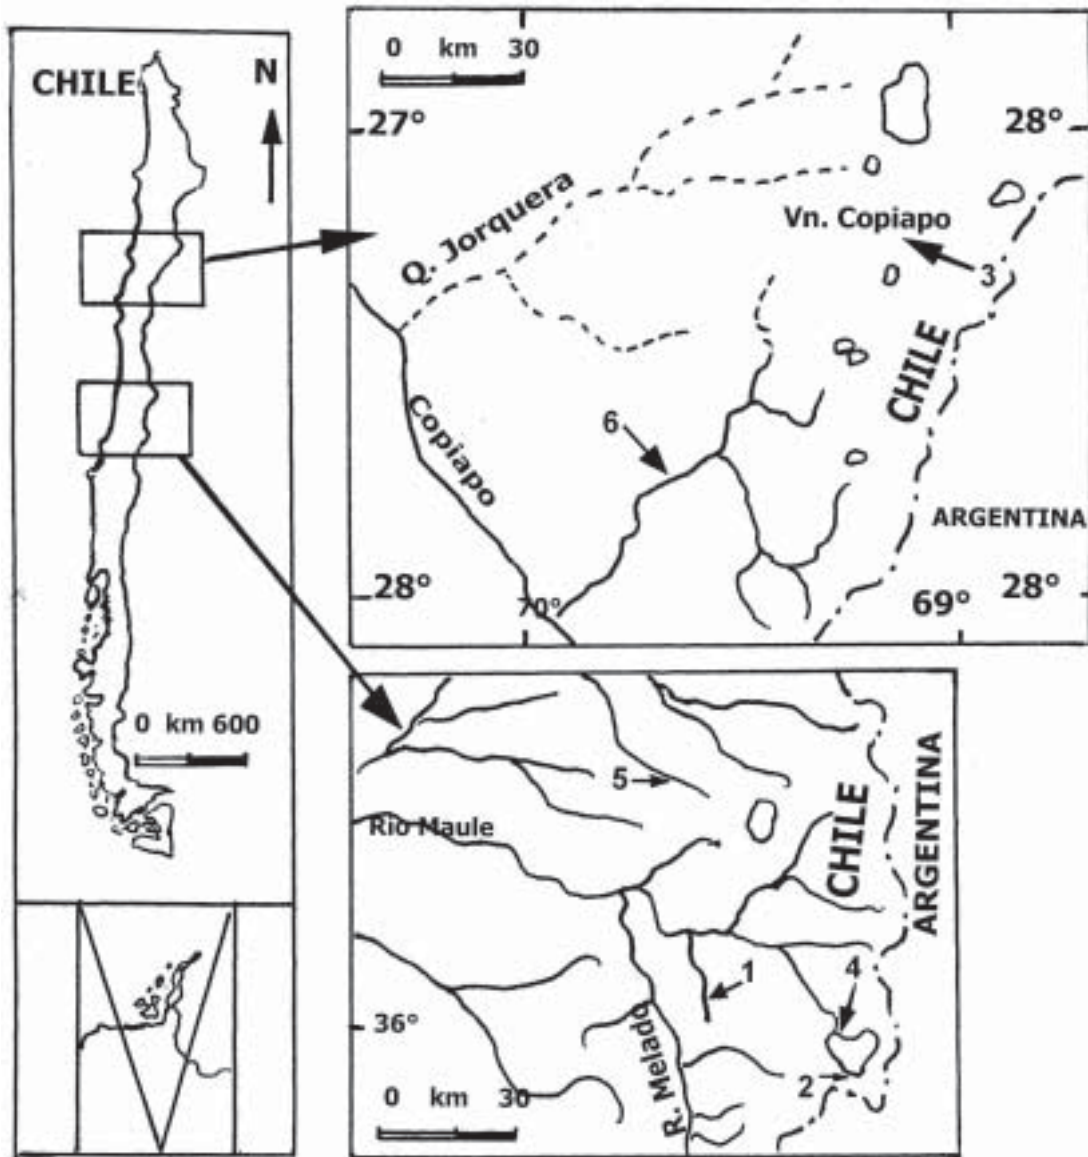 CHILE
N
0 km 600
0 km 30
27°
28°
Q. Jorquera
Vn. Copiapo
3
CHILE
Copiapo
6
ARGENTINA
28°
70°
69°
28°
5
Rio Maule
CHILE
ARGENTINA
1
4
36°
R. Melado
2
0 km 30